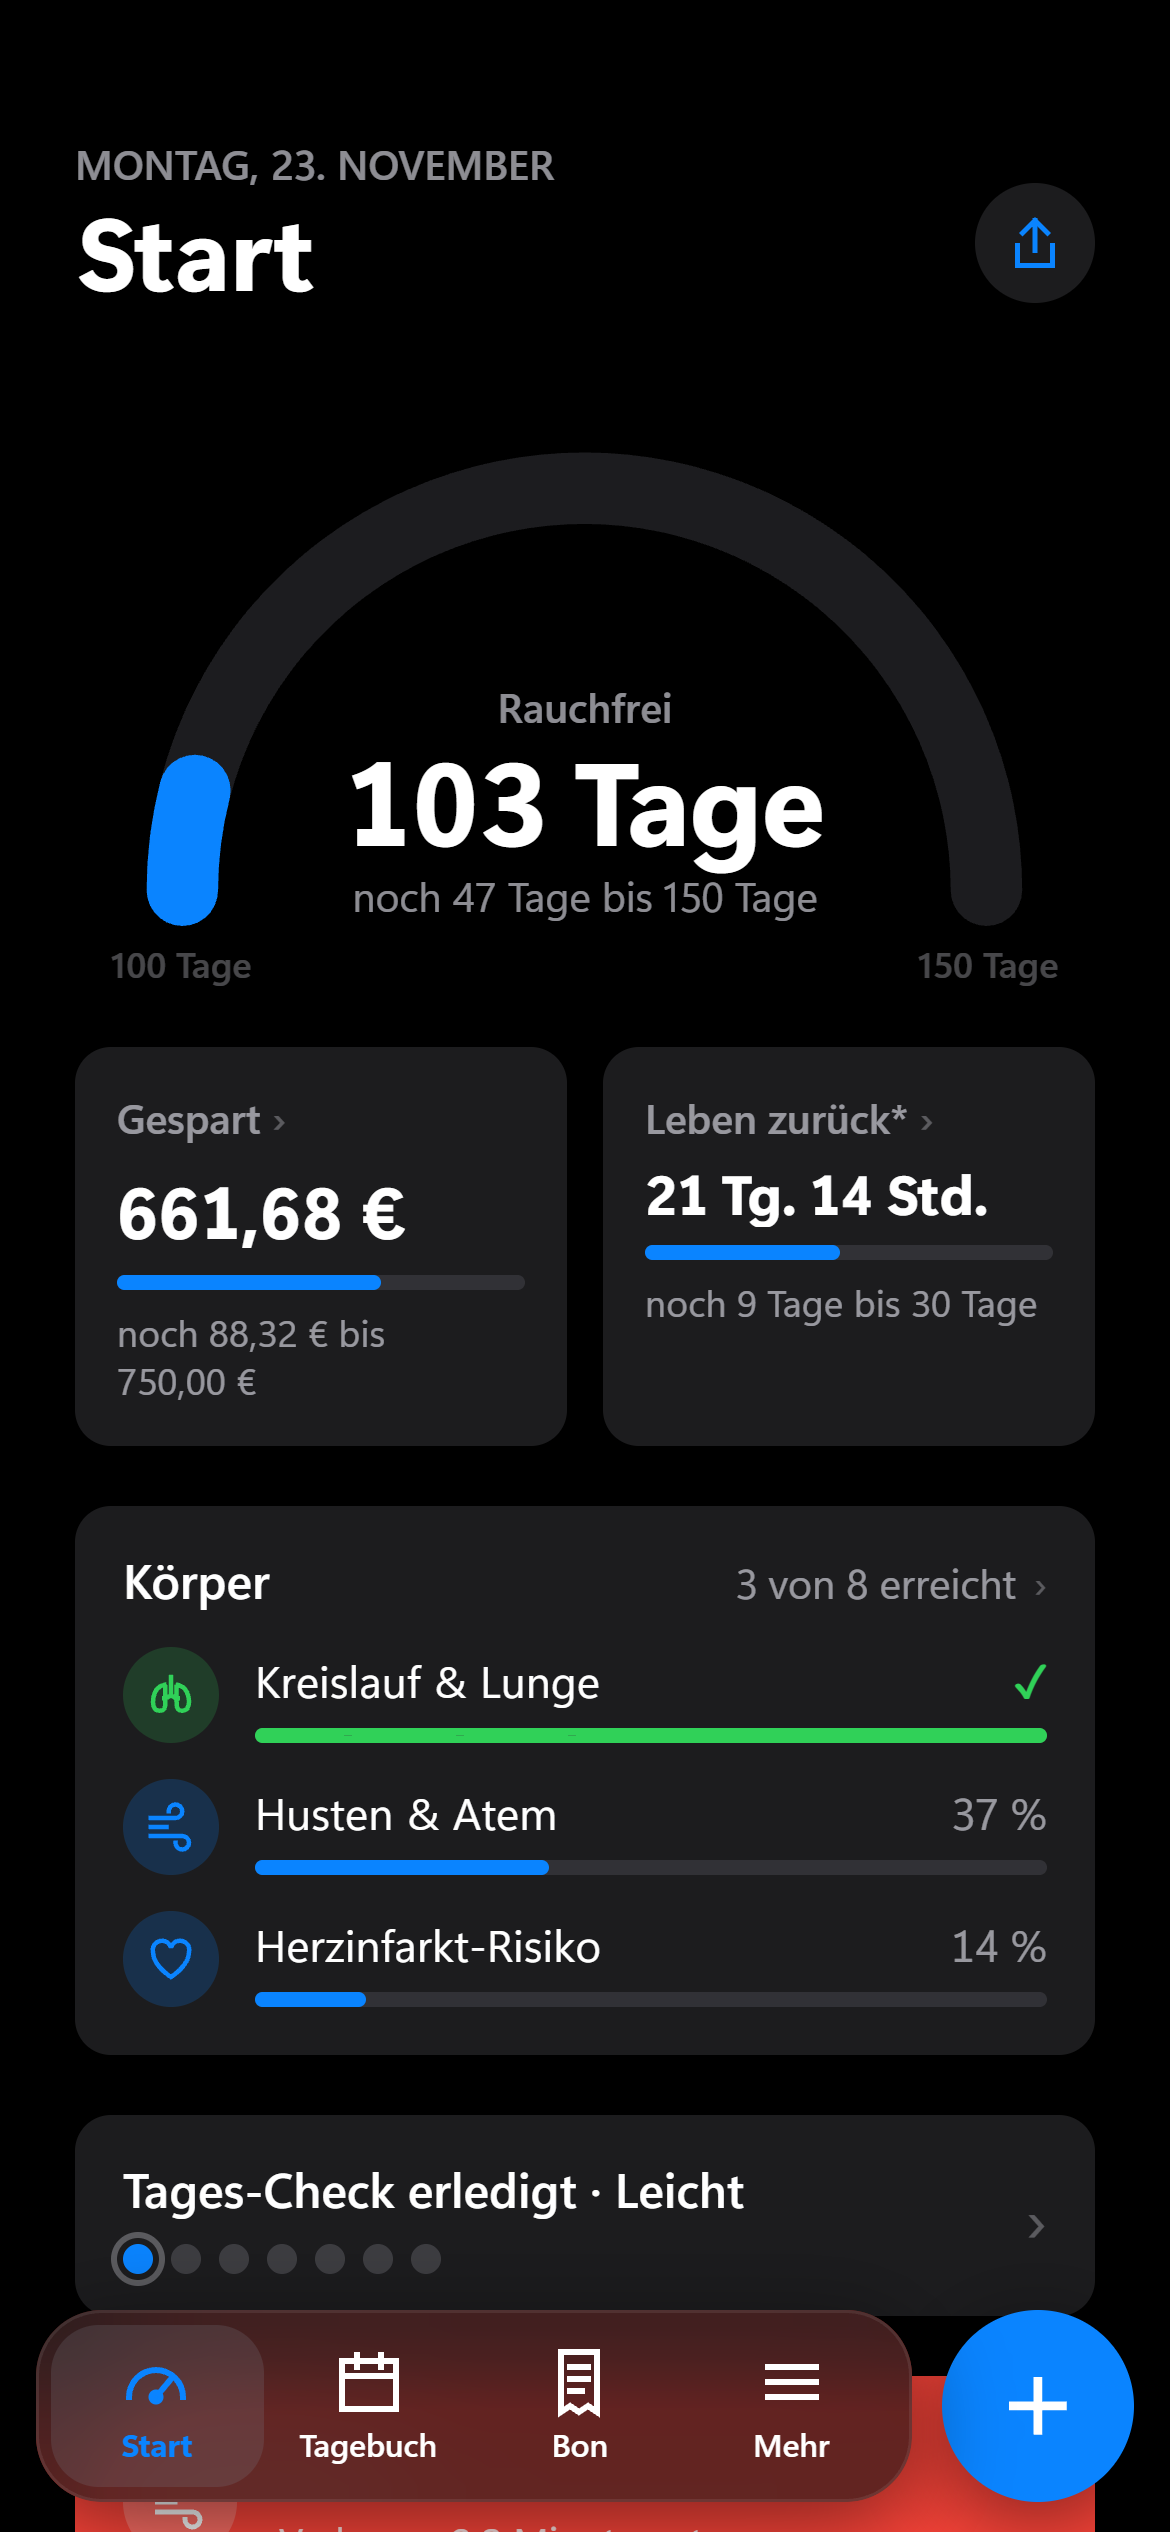 MONTAG, 23. NOVEMBER
Start
Rauchfrei
103 Tage
noch 47 Tage bis 150 Tage
100 Tage
150 Tage
Gespart ›
661,68 €
noch 88,32 € bis
750,00 €
Leben zurück* ›
21 Tg. 14 Std.
noch 9 Tage bis 30 Tage
Körper
3 von 8 erreicht ›
Kreislauf & Lunge ✓
Husten & Atem 37 %
Herzinfarkt-Risiko 14 %
Tages-Check erledigt · Leicht ›
Start
Tagebuch
Bon
Mehr